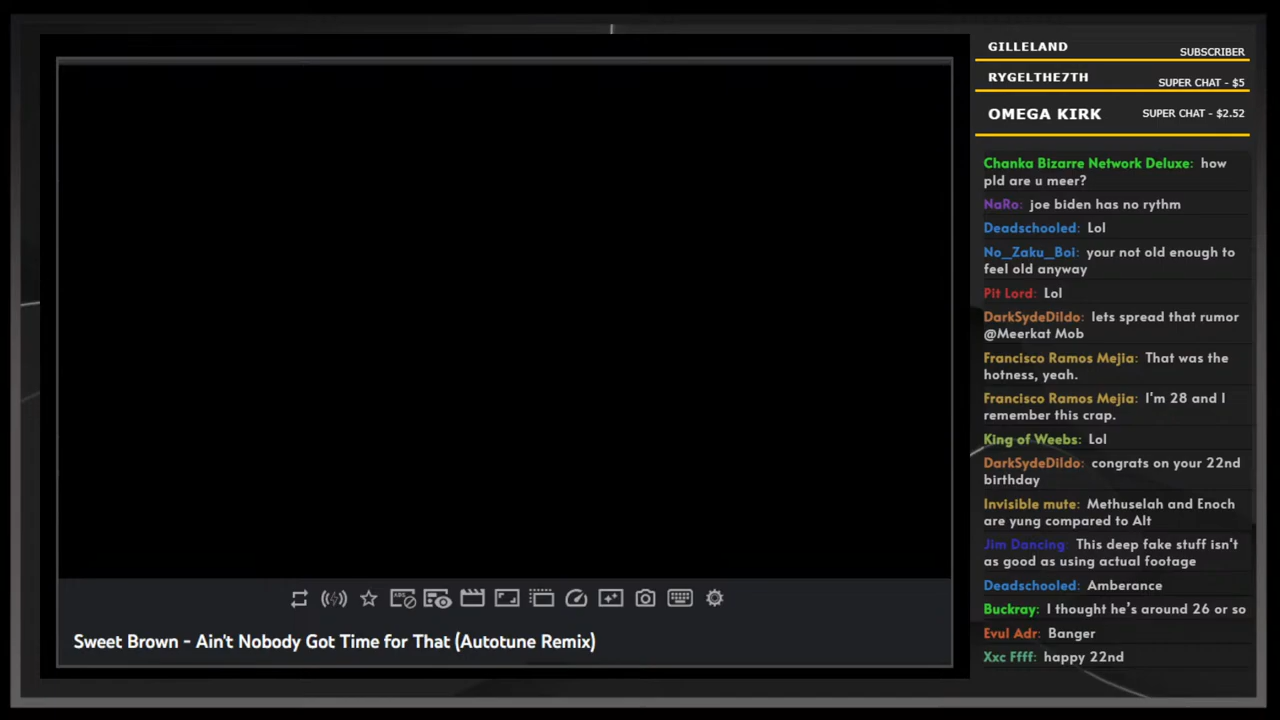 GILLELAND SUBSCRIBER
RYGELTHE7TH SUPER CHAT - $5
OMEGA KIRK SUPER CHAT - $2.52
Chanka Bizarre Network Deluxe: how
pld are u meer?
NaRo: joe biden has no rythm
Deadschooled: Lol
No_Zaku_Boi: your not old enough to
feel old anyway
Pit Lord: Lol
DarkSydeDildo: lets spread that rumor
@Meerkat Mob
Francisco Ramos Mejia: That was the
hotness, yeah.
Francisco Ramos Mejia: I'm 28 and I
remember this crap.
King of Weebs: Lol
DarkSydeDildo: congrats on your 22nd
birthday
Invisible mute: Methuselah and Enoch
are yung compared to Alt
Jim Dancing: This deep fake stuff isn't
as good as using actual footage
Deadschooled: Amberance
Buckray: I thought he's around 26 or so
Evul Adr: Banger
Xxc Ffff: happy 22nd
ABS
Sweet Brown - Ain't Nobody Got Time for That (Autotune Remix)